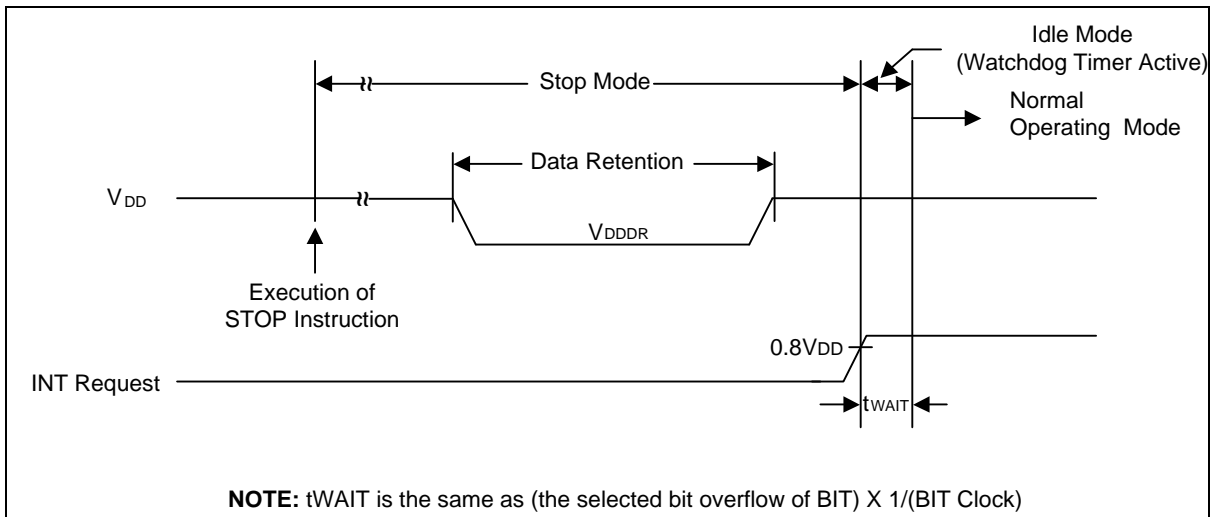 Idle Mode
(Watchdog Timer Active)
Stop Mode
Normal
Operating Mode
Data Retention
VDD
VDDDR
Execution of
STOP Instruction
0.8VDD
INT Request
tWAIT
NOTE: tWAIT is the same as (the selected bit overflow of BIT) X 1/(BIT Clock)